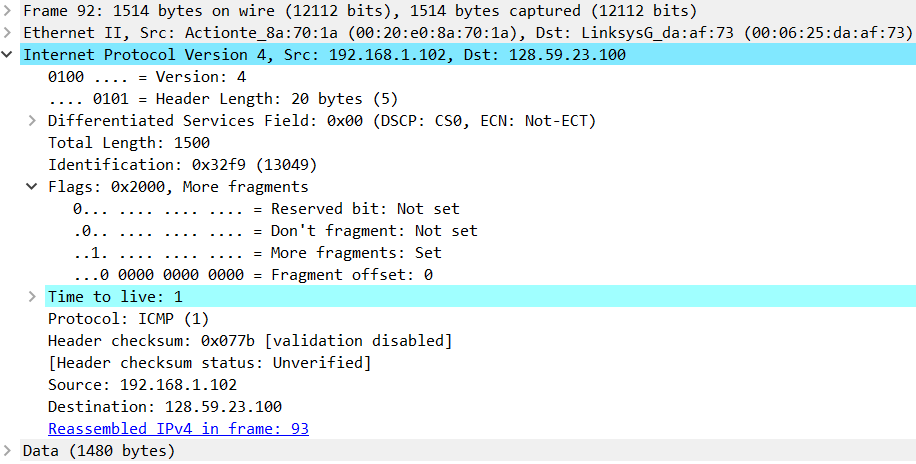 Frame 92: 1514 bytes on wire (12112 bits), 1514 bytes captured (12112 bits)
Ethernet II, Src: Actionte_8a:70:1a (00:20:e0:8a:70:1a), Dst: LinksysG_da:af:73 (00:06:25:da:af:73)
Internet Protocol Version 4, Src: 192.168.1.102, Dst: 128.59.23.100
0100 .... = Version: 4
.... 0101 = Header Length: 20 bytes (5)
Differentiated Services Field: 0x00 (DSCP: CS0, ECN: Not-ECT)
Total Length: 1500
Identification: 0x32f9 (13049)
Flags: 0x2000, More fragments
0... .... .... .... = Reserved bit: Not set
.0.. .... .... .... = Don't fragment: Not set
..1. .... .... .... = More fragments: Set
...0 0000 0000 0000 = Fragment offset: 0
Time to live: 1
Protocol: ICMP (1)
Header checksum: 0x077b [validation disabled]
[Header checksum status: Unverified]
Source: 192.168.1.102
Destination: 128.59.23.100
Reassembled IPv4 in frame: 93
Data (1480 bytes)